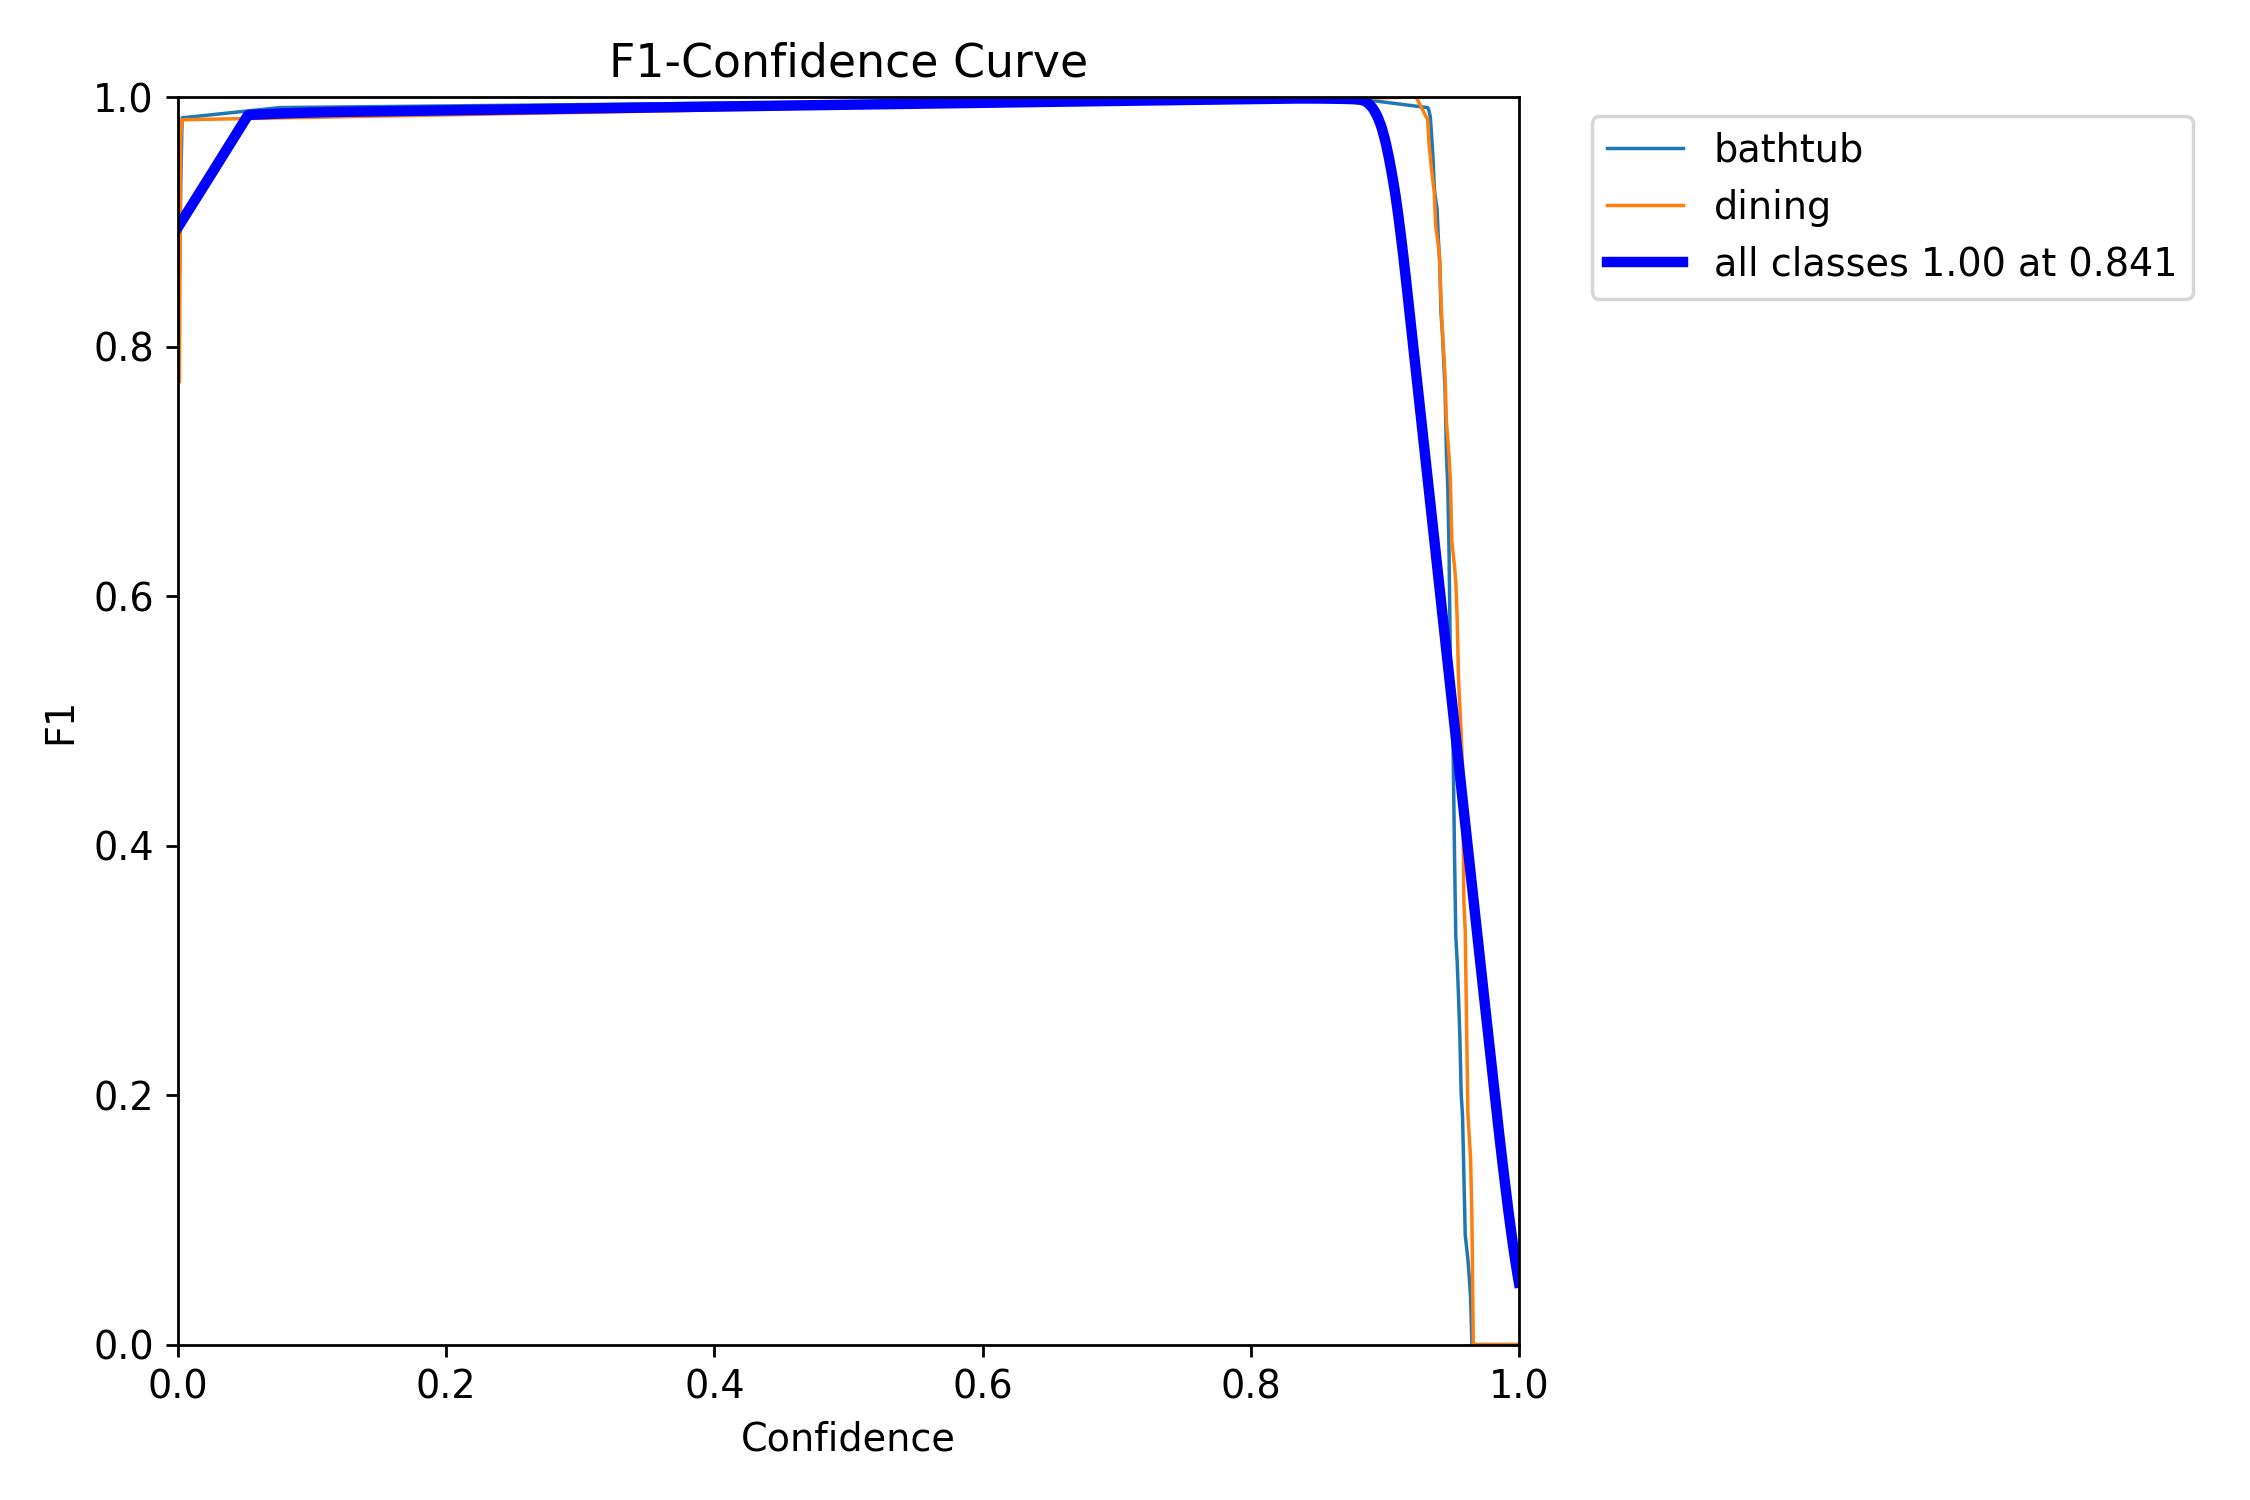 F1-Confidence Curve
1.0
0.8
0.6
0.4
0.2
0.0
F1
0.0 0.2 0.4 0.6 0.8 1.0
Confidence
bathtub
dining
all classes 1.00 at 0.841